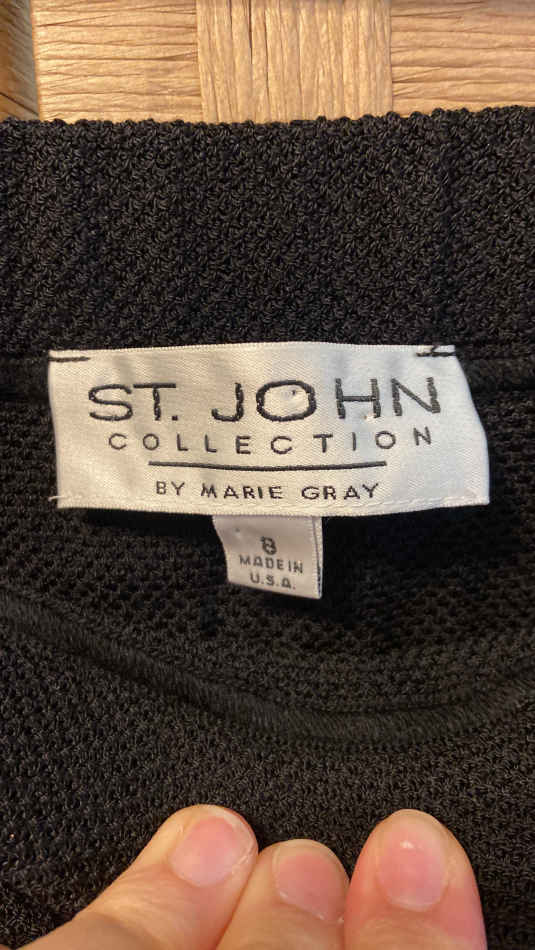 ST. JOHN
COLLECTION
BY MARIE GRAY
8
MADE IN
U.S.A.